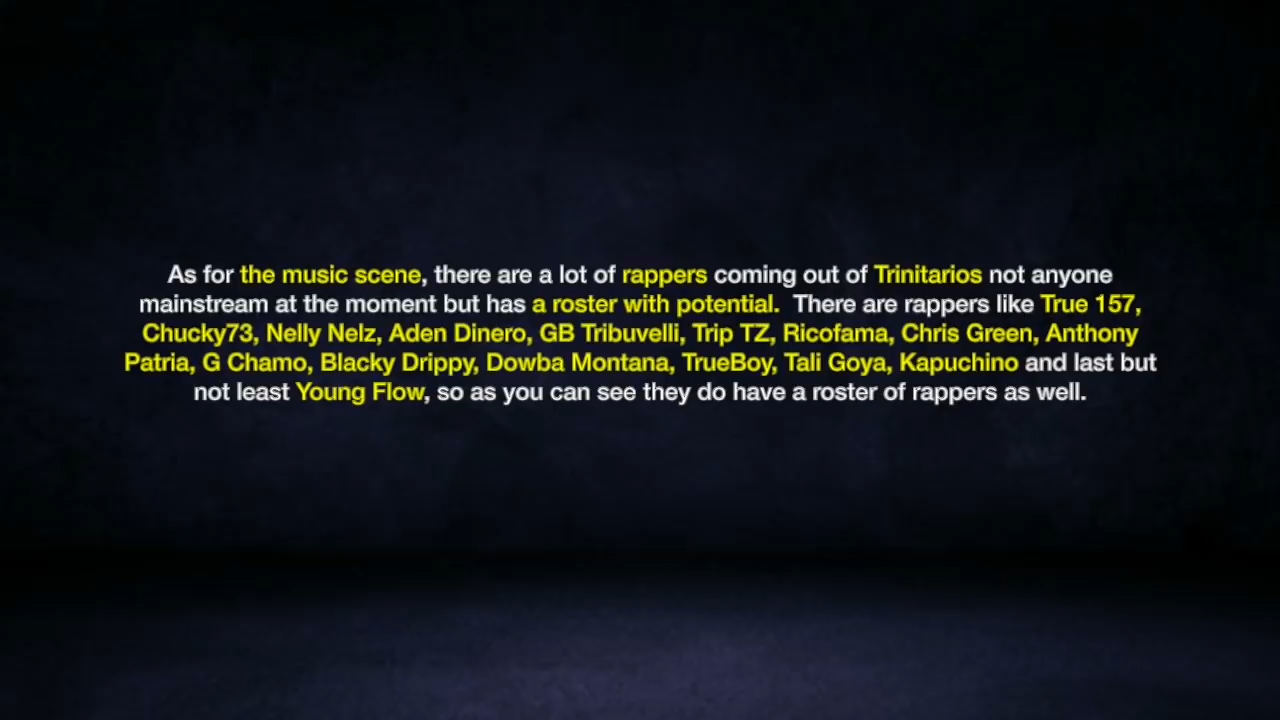 As for the music scene, there are a lot of rappers coming out of Trinitarios not anyone
mainstream at the moment but has a roster with potential.  There are rappers like True 157,
Chucky73, Nelly Nelz, Aden Dinero, GB Tribuvelli, Trip TZ, Ricofama, Chris Green, Anthony
Patria, G Chamo, Blacky Drippy, Dowba Montana, TrueBoy, Tali Goya, Kapuchino and last but
not least Young Flow, so as you can see they do have a roster of rappers as well.